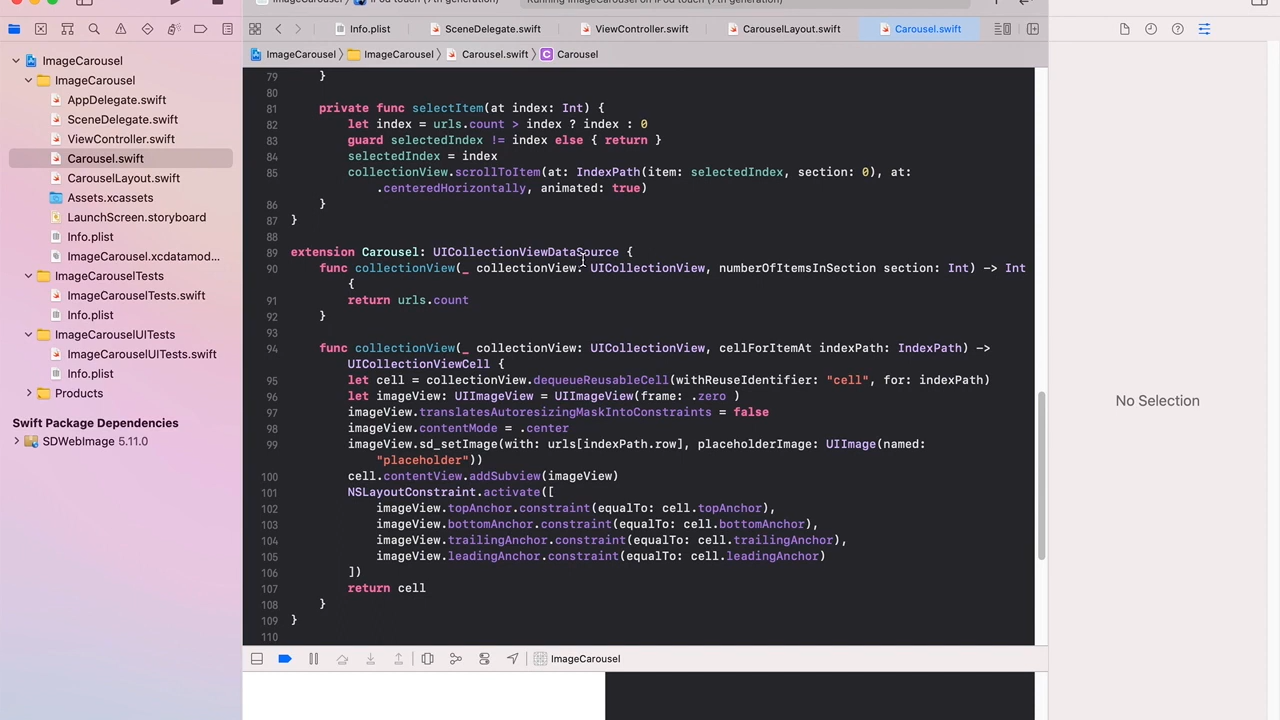 Info.plist
SceneDelegate.swift
ViewController.swift
CarouselLayout.swift
Carousel.swift
ImageCarousel
ImageCarousel
Carousel.swift
C
Carousel
ImageCarousel
ImageCarousel
AppDelegate.swift
SceneDelegate.swift
ViewController.swift
Carousel.swift
CarouselLayout.swift
Assets.xcassets
LaunchScreen.storyboard
Info.plist
ImageCarousel.xcdatamod...
ImageCarouselTests
ImageCarouselTests.swift
Info.plist
ImageCarouselUITests
ImageCarouselUITests.swift
Info.plist
Products
Swift Package Dependencies
SDWebImage 5.11.0
79 }
80
81 private func selectItem(at index: Int) {
82 let index = urls.count > index ? index : 0
83 guard selectedIndex != index else { return }
84 selectedIndex = index
85 collectionView.scrollToItem(at: IndexPath(item: selectedIndex, section: 0), at:
.centeredHorizontally, animated: true)
86 }
87 }
88
89 extension Carousel: UICollectionViewDataSource {
90 func collectionView(_ collectionView: UICollectionView, numberOfItemsInSection section: Int) -> Int
{
91 return urls.count
92 }
93
94 func collectionView(_ collectionView: UICollectionView, cellForItemAt indexPath: IndexPath) ->
UICollectionViewCell {
95 let cell = collectionView.dequeueReusableCell(withReuseIdentifier: "cell", for: indexPath)
96 let imageView: UIImageView = UIImageView(frame: .zero )
97 imageView.translatesAutoresizingMaskIntoConstraints = false
98 imageView.contentMode = .center
99 imageView.sd_setImage(with: urls[indexPath.row], placeholderImage: UIImage(named:
"placeholder"))
100 cell.contentView.addSubview(imageView)
101 NSLayoutConstraint.activate([
102 imageView.topAnchor.constraint(equalTo: cell.topAnchor),
103 imageView.bottomAnchor.constraint(equalTo: cell.bottomAnchor),
104 imageView.trailingAnchor.constraint(equalTo: cell.trailingAnchor),
105 imageView.leadingAnchor.constraint(equalTo: cell.leadingAnchor)
106 ])
107 return cell
108 }
109 }
110
ImageCarousel
No Selection